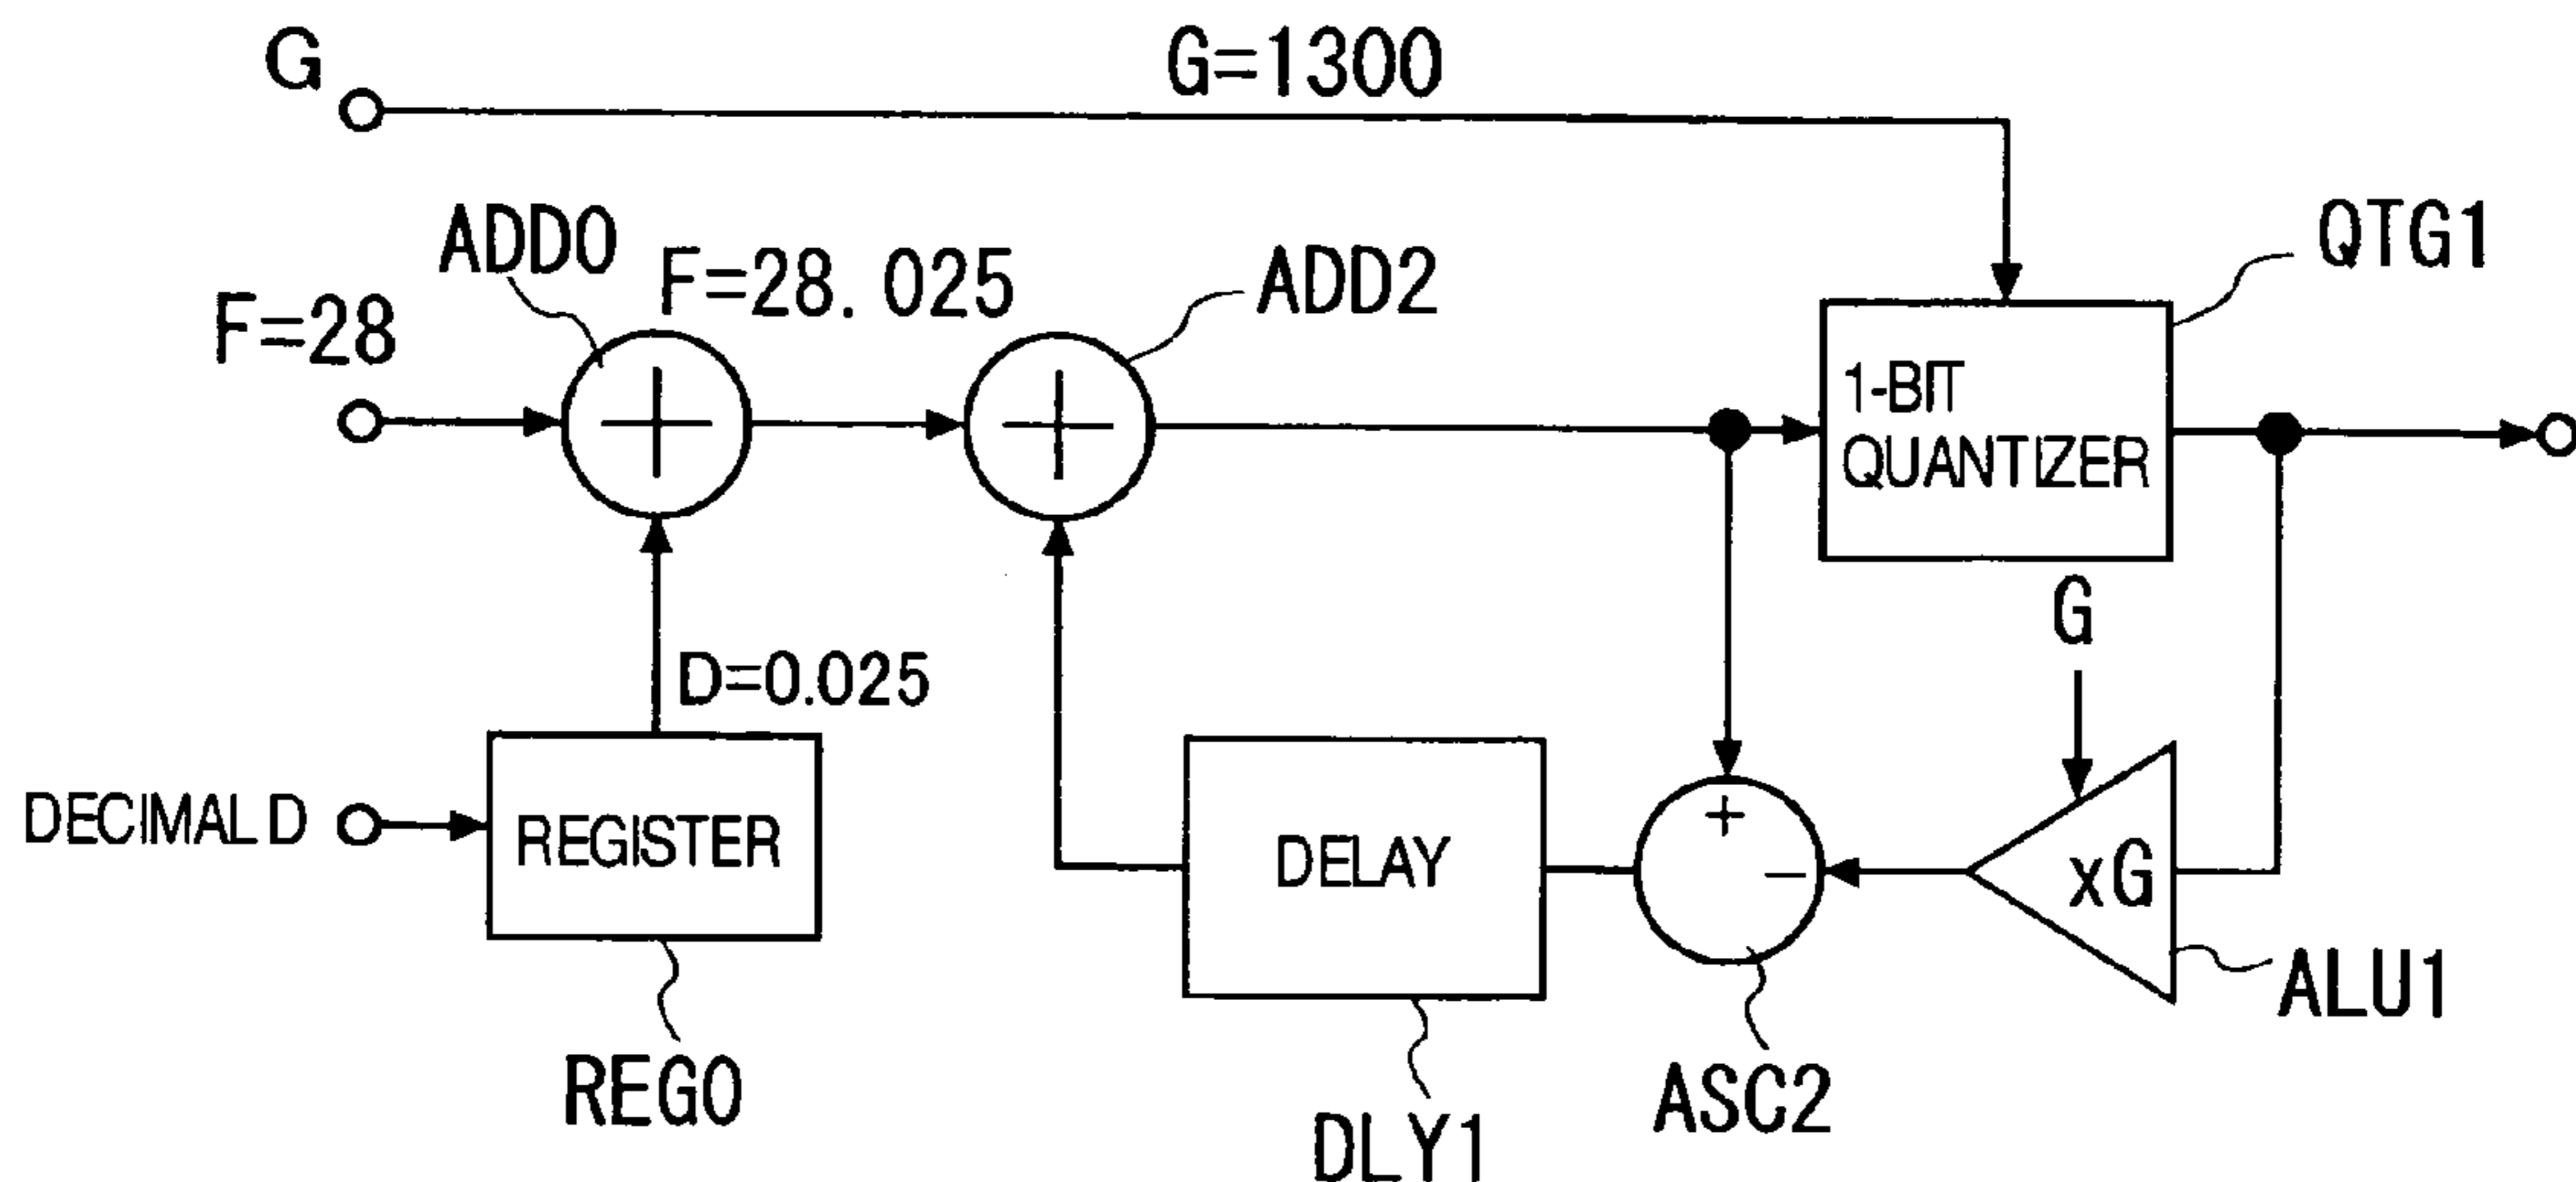 G
G=1300
ADD0
F=28.025
ADD2
QTG1
F=28
1-BIT
QUANTIZER
G
D=0.025
DECIMAL D
REGISTER
DELAY
+
−
xG
ALU1
REG0
ASC2
DLY1